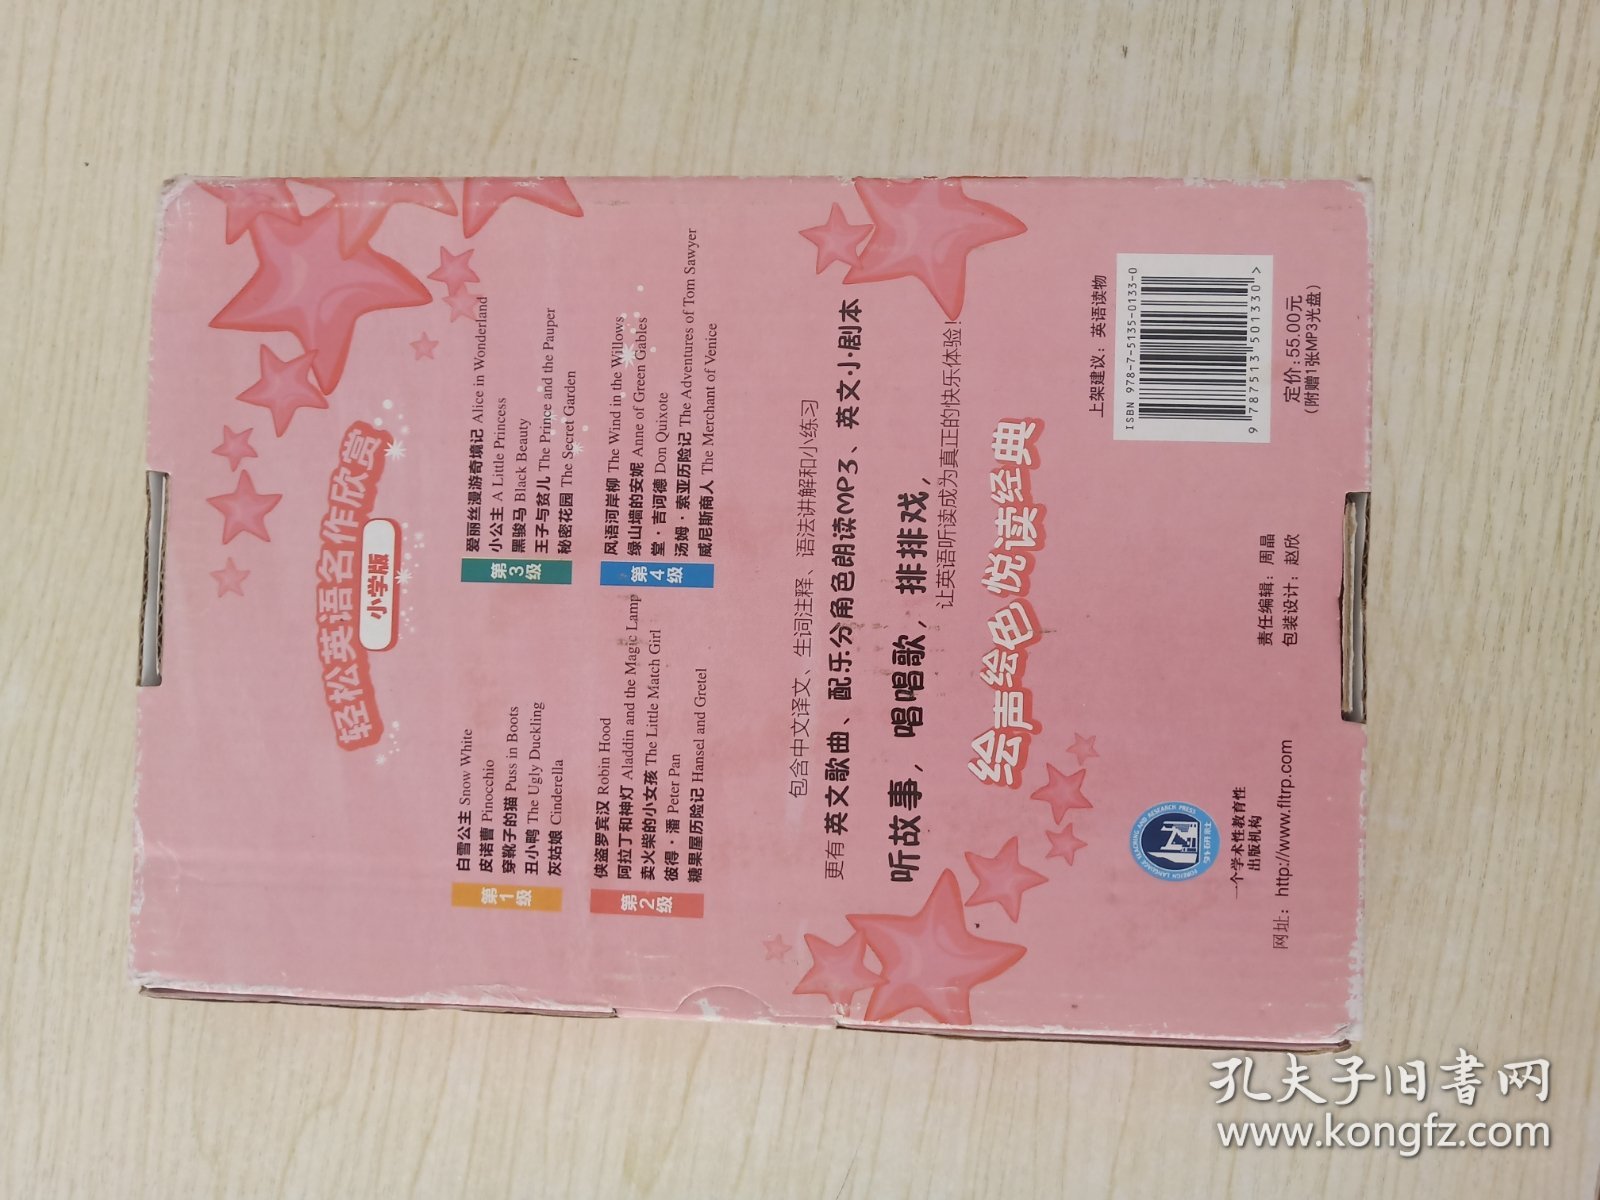 轻松英语名作欣赏
小学版
第1级
白雪公主 Snow White
皮诺曹 Pinocchio
穿靴子的猫 Puss in Boots
丑小鸭 The Ugly Duckling
灰姑娘 Cinderella
第2级
侠盗罗宾汉 Robin Hood
阿拉丁和神灯 Aladdin and the Magic Lamp
卖火柴的小女孩 The Little Match Girl
彼得·潘 Peter Pan
糖果屋历险记 Hansel and Gretel
第3级
爱丽丝漫游奇境记 Alice in Wonderland
小公主 A Little Princess
黑骏马 Black Beauty
王子与贫儿 The Prince and the Pauper
秘密花园 The Secret Garden
第4级
风语河岸柳 The Wind in the Willows
绿山墙的安妮 Anne of Green Gables
堂·吉诃德 Don Quixote
汤姆·索亚历险记 The Adventures of Tom Sawyer
威尼斯商人 The Merchant of Venice
包含中文译文、生词注释、语法讲解和小练习
更有英文歌曲、配乐分角色朗读MP3、英文小剧本
听故事，唱唱歌，排排戏，
让英语听读成为真正的快乐体验！
绘声绘色 悦读经典
FOREIGN LANGUAGE TEACHING AND RESEARCH PRESS
外研社
一个学术性教育性
出版机构
网址：http://www.fltrp.com
责任编辑：周晶
包装设计：赵欣
上架建议：英语读物
ISBN 978-7-5135-0133-0
9 787513 501330 >
定价：55.00元
（附赠1张MP3光盘）
孔夫子旧书网
www.kongfz.com